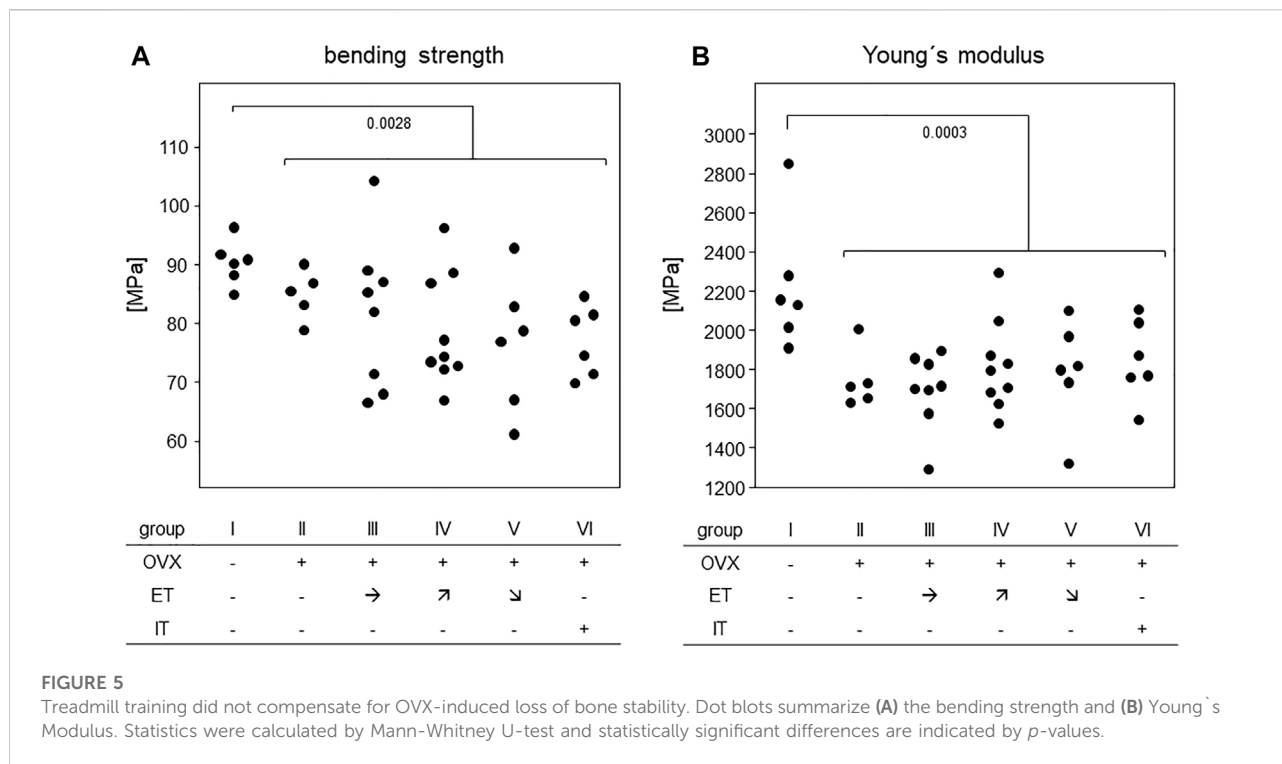 A bending strength
0.0028
110
100
90
80
70
60
[MPa]
group I II III IV V VI
OVX - + + + + +
ET - - → ↗ ↘ -
IT - - - - - +
B Young´s modulus
0.0003
3000
2800
2600
2400
2200
2000
1800
1600
1400
1200
[MPa]
group I II III IV V VI
OVX - + + + + +
ET - - → ↗ ↘ -
IT - - - - - +
FIGURE 5
Treadmill training did not compensate for OVX-induced loss of bone stability. Dot blots summarize (A) the bending strength and (B) Young`s
Modulus. Statistics were calculated by Mann-Whitney U-test and statistically significant differences are indicated by p-values.